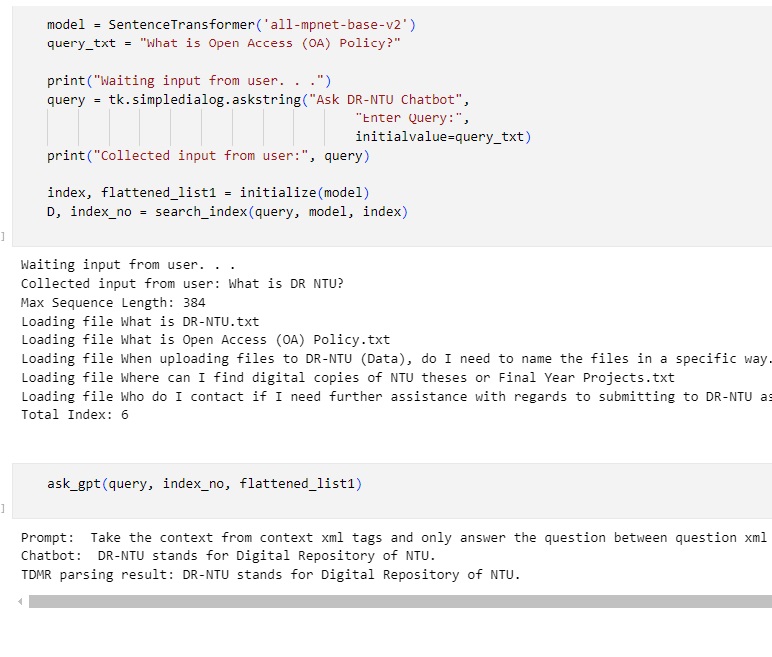 model = SentenceTransformer('all-mpnet-base-v2')
query_txt = "What is Open Access (OA) Policy?"
print("Waiting input from user. . .")
query = tk.simpledialog.askstring("Ask DR-NTU Chatbot",
"Enter Query:",
initialvalue=query_txt)
print("Collected input from user:", query)
index, flattened_list1 = initialize(model)
D, index_no = search_index(query, model, index)
]
Waiting input from user. . .
Collected input from user: What is DR NTU?
Max Sequence Length: 384
Loading file What is DR-NTU.txt
Loading file What is Open Access (OA) Policy.txt
Loading file When uploading files to DR-NTU (Data), do I need to name the files in a specific way.
Loading file Where can I find digital copies of NTU theses or Final Year Projects.txt
Loading file Who do I contact if I need further assistance with regards to submitting to DR-NTU as
Total Index: 6
ask_gpt(query, index_no, flattened_list1)
]
Prompt:  Take the context from context xml tags and only answer the question between question xml
Chatbot:  DR-NTU stands for Digital Repository of NTU.
TDMR parsing result: DR-NTU stands for Digital Repository of NTU.